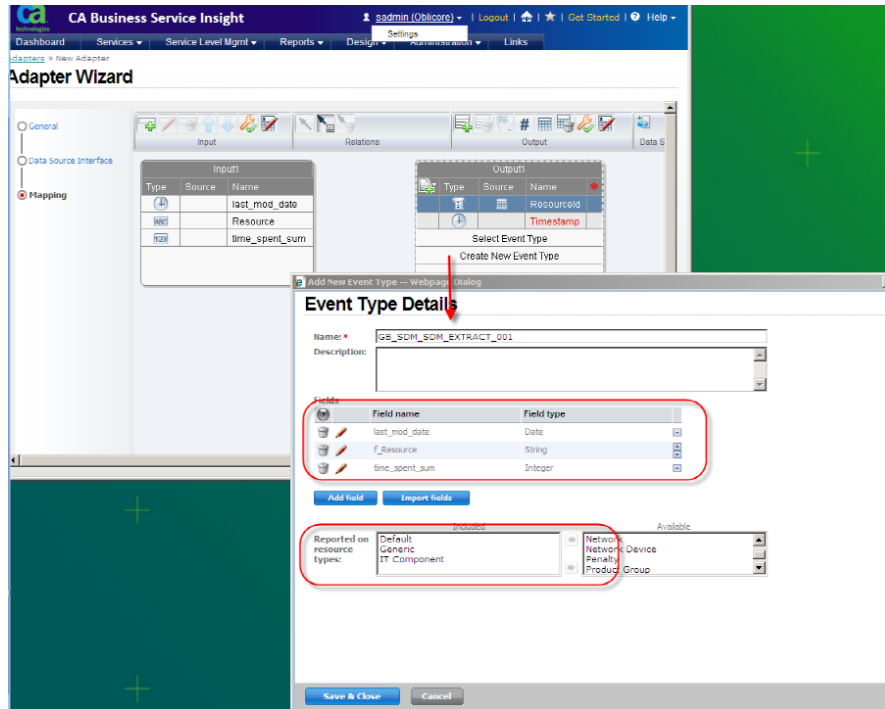 ca
technologies
CA Business Service Insight
sadmin (Oblicore) | Logout | | | Get Started | Help
Settings
Dashboard Services Service Level Mgmt Reports Design Administration Links
Adapters > New Adapter
Adapter Wizard
General
Data Source Interface
Mapping
Input Relations Output Data S
Input1
Type Source Name
last_mod_date
ABC Resource
123 time_spent_sum
Output1
Type Source Name *
ResourceId
Timestamp
Select Event Type
Create New Event Type
Add New Event Type -- Webpage Dialog
Event Type Details
Name: * GB_SDM_SDM_EXTRACT_001
Description:
Fields
Field name Field type
last_mod_date Date
f_Resource String
time_spent_sum Integer
Add field Import fields
Included Available
Reported on resource types:
Default
Generic
IT Component
Network
Network Device
Penalty
Product Group
Save & Close Cancel